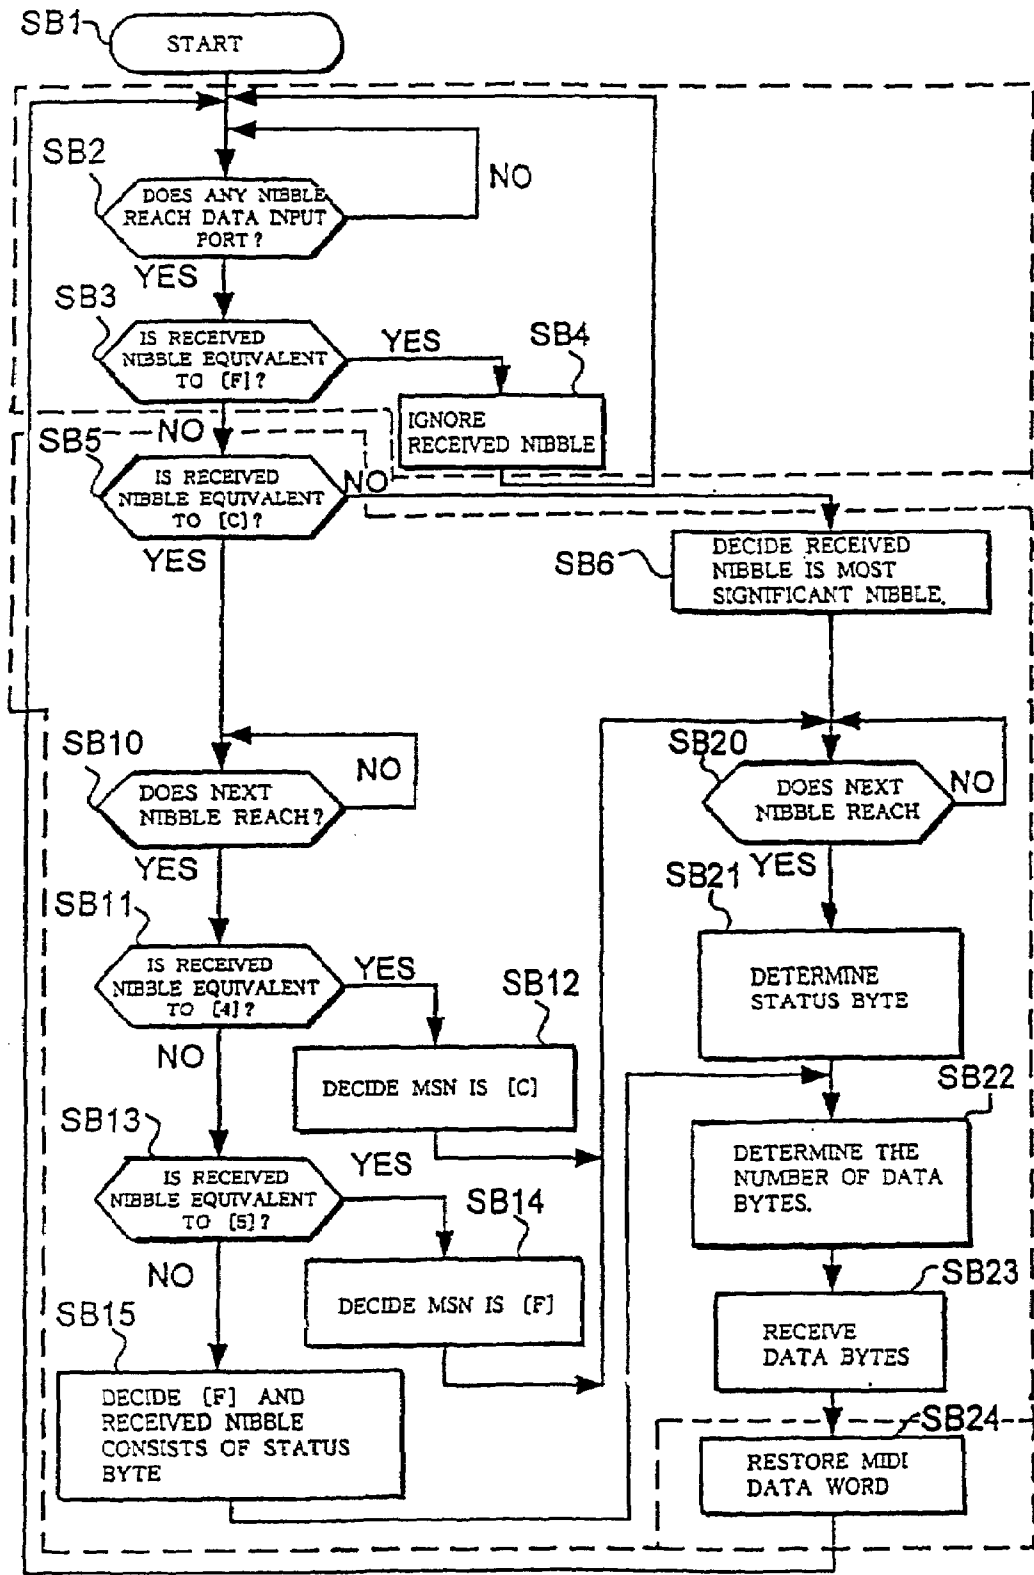 SB1
START
SB2
DOES ANY NIBBLE
REACH DATA INPUT
PORT?
NO
YES
SB3
IS RECEIVED
NIBBLE EQUIVALENT
TO [F]?
YES
SB4
IGNORE
RECEIVED NIBBLE
NO
SB5
IS RECEIVED
NIBBLE EQUIVALENT
TO [C]?
NO
YES
SB6
DECIDE RECEIVED
NIBBLE IS MOST
SIGNIFICANT NIBBLE.
SB10
DOES NEXT
NIBBLE REACH?
NO
YES
SB20
DOES NEXT
NIBBLE REACH
NO
YES
SB11
IS RECEIVED
NIBBLE EQUIVALENT
TO [4]?
YES
NO
SB12
DECIDE MSN IS [C]
SB21
DETERMINE
STATUS BYTE
SB13
IS RECEIVED
NIBBLE EQUIVALENT
TO [5]?
YES
NO
SB14
DECIDE MSN IS [F]
SB22
DETERMINE THE
NUMBER OF DATA
BYTES.
SB15
DECIDE [F] AND
RECEIVED NIBBLE
CONSISTS OF STATUS
BYTE
SB23
RECEIVE
DATA BYTES
SB24
RESTORE MIDI
DATA WORD